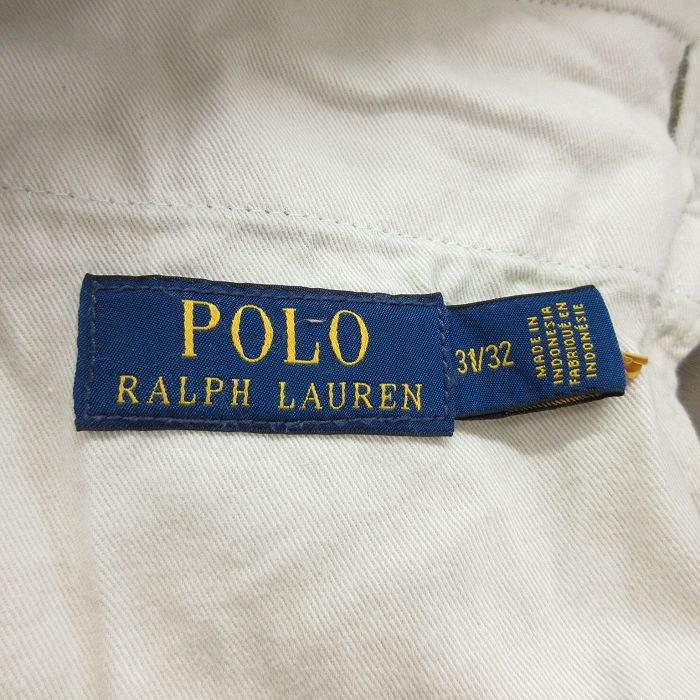 POLO
RALPH LAUREN
31/32
MADE IN
INDONESIA
FABRIQUÉ EN
INDONÉSIE